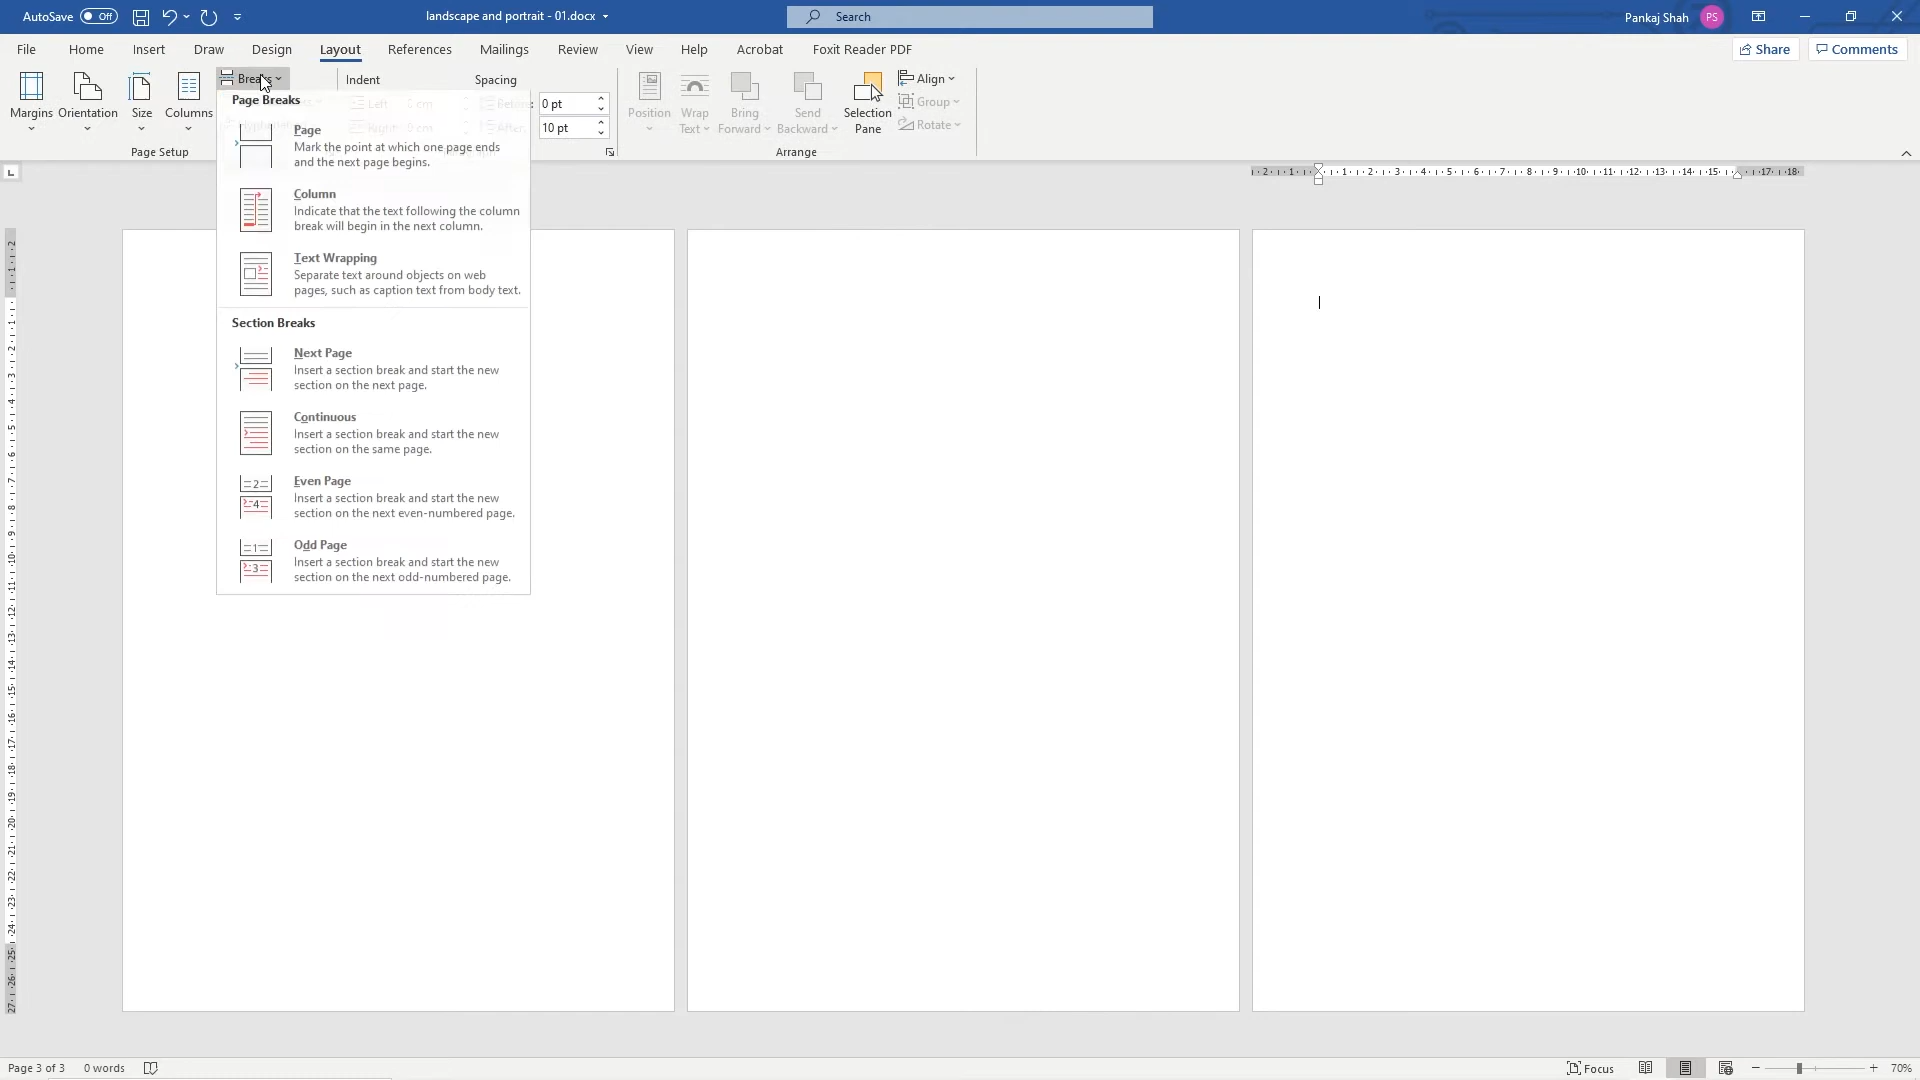 AutoSave Off landscape and portrait - 01.docx Search Pankaj Shah PS
File Home Insert Draw Design Layout References Mailings Review View Help Acrobat Foxit Reader PDF Share Comments
Margins Orientation Size Columns
Breaks
Page Setup
Indent Spacing
Left: 0 cm Before: 0 pt
Right: 0 cm After: 10 pt
Position
Wrap Text
Bring Forward
Send Backward
Selection Pane
Align
Group
Rotate
Arrange
Page Breaks
Page
Mark the point at which one page ends
and the next page begins.
Column
Indicate that the text following the column
break will begin in the next column.
Text Wrapping
Separate text around objects on web
pages, such as caption text from body text.
Section Breaks
Next Page
Insert a section break and start the new
section on the next page.
Continuous
Insert a section break and start the new
section on the same page.
Even Page
Insert a section break and start the new
section on the next even-numbered page.
Odd Page
Insert a section break and start the new
section on the next odd-numbered page.
Page 3 of 3 0 words Focus 70%